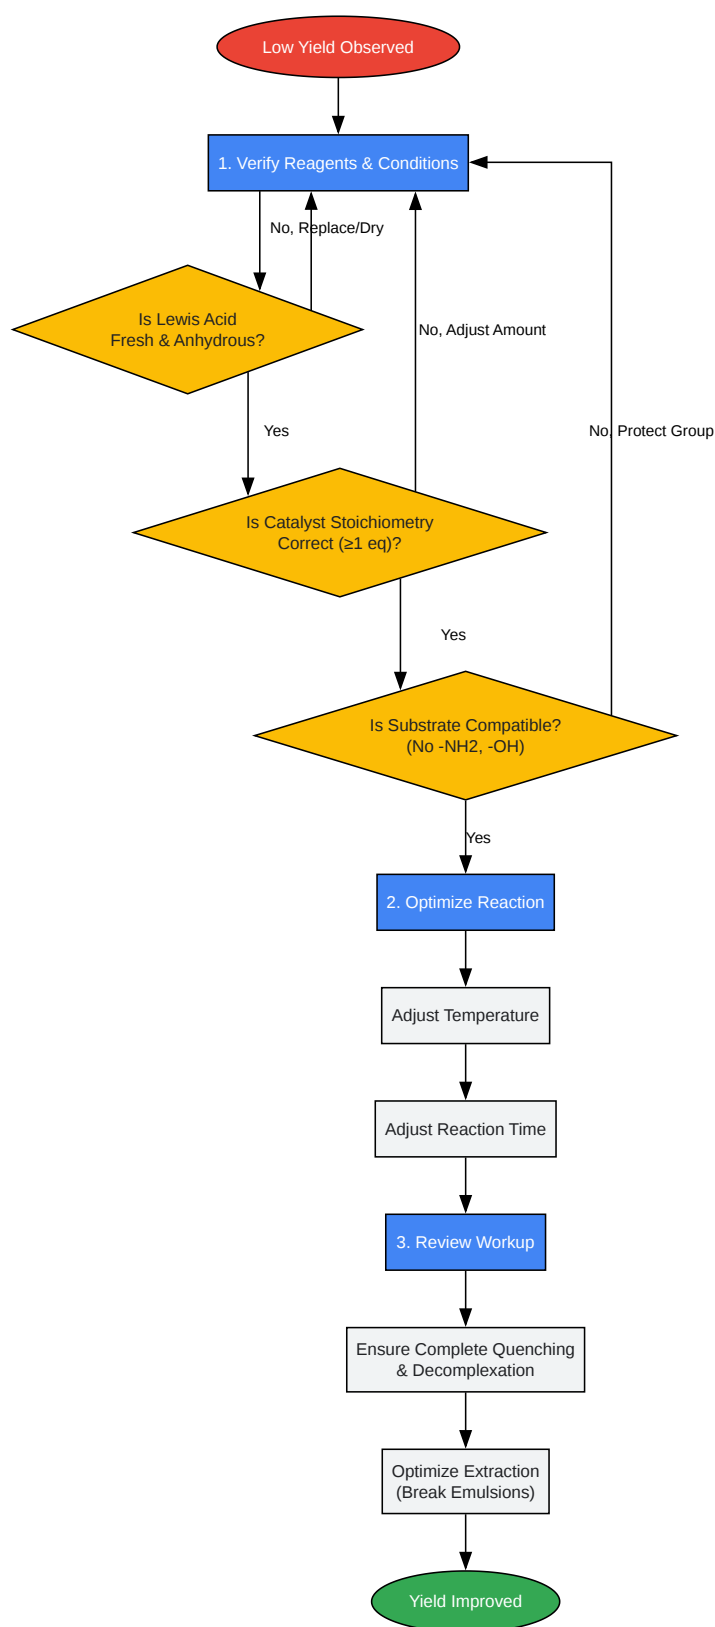 Low Yield Observed
1. Verify Reagents & Conditions
No, Replace/Dry
Is Lewis Acid
Fresh & Anhydrous?
No, Adjust Amount
Yes
No, Protect Group
Is Catalyst Stoichiometry
Correct (≥1 eq)?
Yes
Is Substrate Compatible?
(No -NH2, -OH)
Yes
2. Optimize Reaction
Adjust Temperature
Adjust Reaction Time
3. Review Workup
Ensure Complete Quenching
& Decomplexation
Optimize Extraction
(Break Emulsions)
Yield Improved